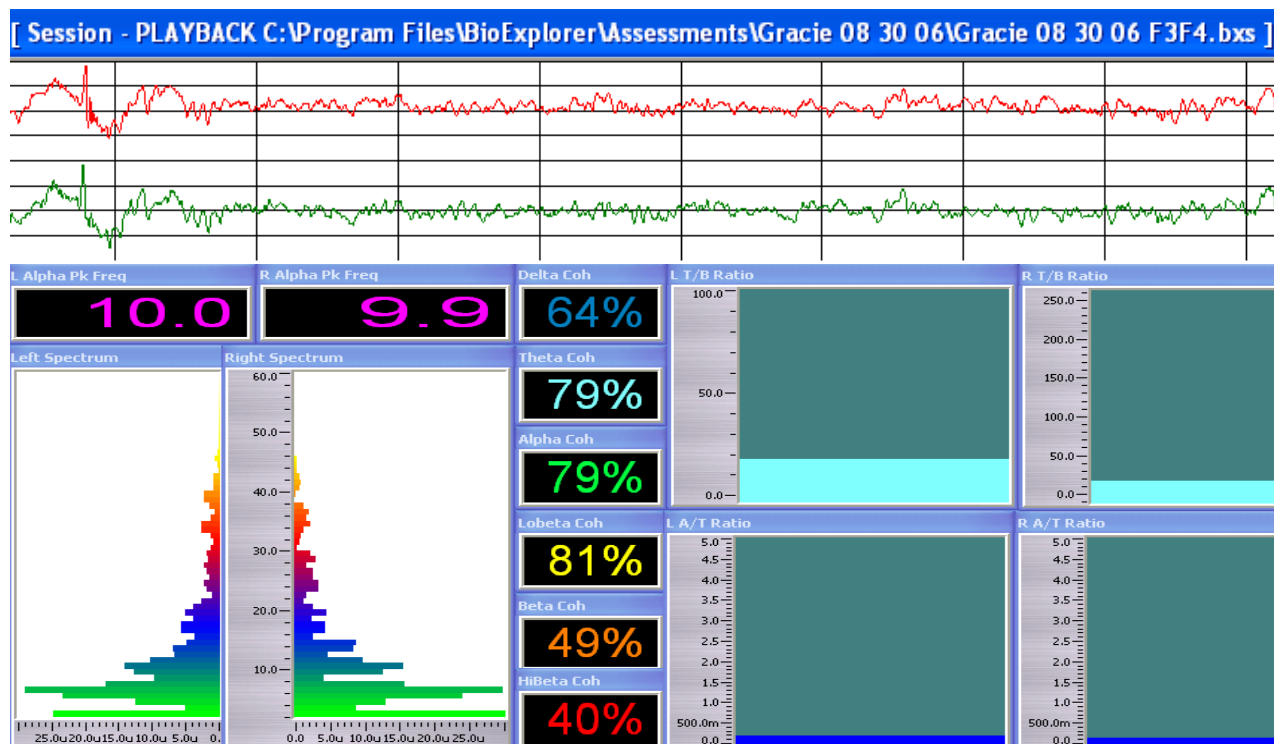 [ Session - PLAYBACK C:\Program Files\BioExplorer\Assessments\Gracie 08 30 06\Gracie 08 30 06 F3F4.bxs ]
L Alpha Pk Freq
10.0
R Alpha Pk Freq
9.9
Delta Coh
64%
L T/B Ratio
100.0
50.0
0.0
R T/B Ratio
250.0
200.0
150.0
100.0
50.0
0.0
Left Spectrum
25.0u 20.0u 15.0u 10.0u 5.0u 0.
Right Spectrum
60.0
50.0
40.0
30.0
20.0
10.0
0.0 5.0u 10.0u 15.0u 20.0u 25.0u
Theta Coh
79%
Alpha Coh
79%
Lobeta Coh
81%
Beta Coh
49%
HiBeta Coh
40%
L A/T Ratio
5.0
4.5
4.0
3.5
3.0
2.5
2.0
1.5
1.0
500.0m
0.0
R A/T Ratio
5.0
4.5
4.0
3.5
3.0
2.5
2.0
1.5
1.0
500.0m
0.0